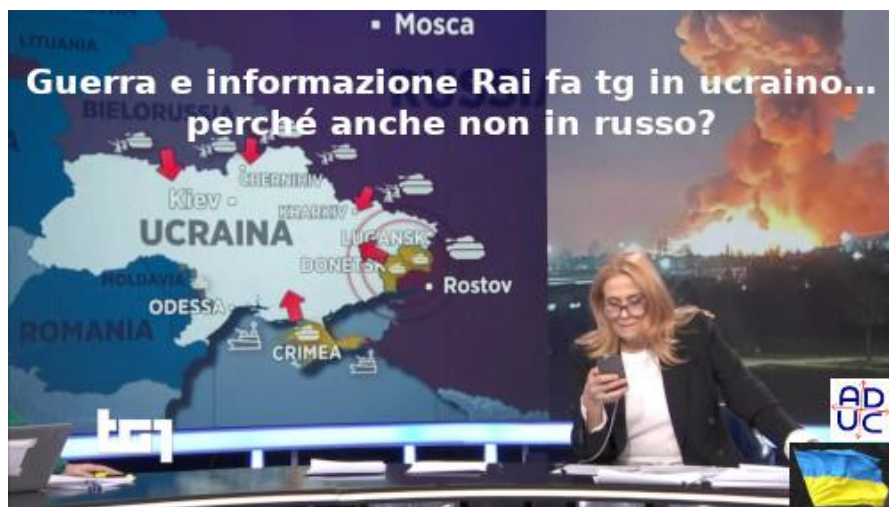 LITUANIA
Mosca
Guerra e informazione Rai fa tg in ucraino...
BIELORUSSIA
perché anche non in russo?
CHERNIHIV
Kiev
KHARKIV
UCRAINA
LUGANSK
DONETSK
MOLDAVIA
Rostov
ODESSA
ROMANIA
CRIMEA
tg1
AD
UC